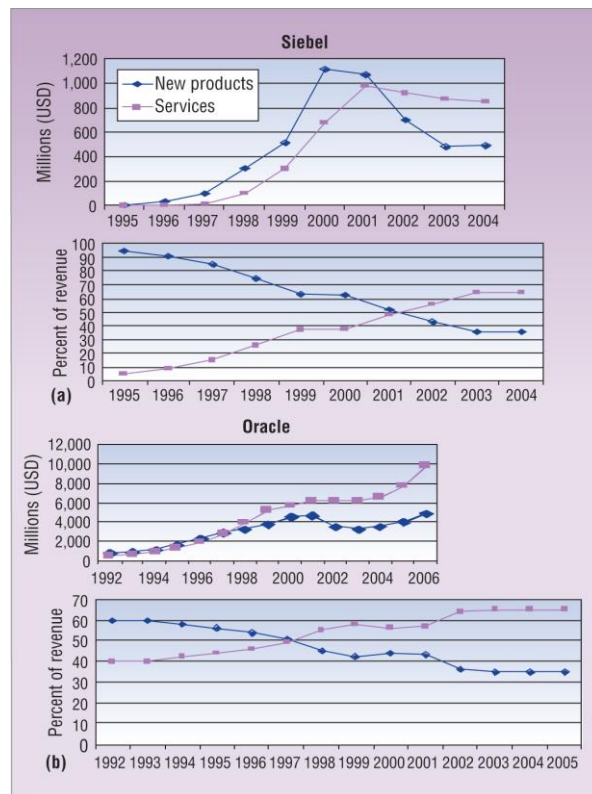 Siebel
1,200
1,000
800
600
400
200
0
Millions (USD)
New products
Services
1995 1996 1997 1998 1999 2000 2001 2002 2003 2004
100
90
80
70
60
50
40
30
20
10
0
Percent of revenue
1995 1996 1997 1998 1999 2000 2001 2002 2003 2004
(a)
Oracle
12,000
10,000
8,000
6,000
4,000
2,000
0
Millions (USD)
1992 1994 1996 1998 2000 2002 2004 2006
70
60
50
40
30
20
10
0
Percent of revenue
1992 1993 1994 1995 1996 1997 1998 1999 2000 2001 2002 2003 2004 2005
(b)